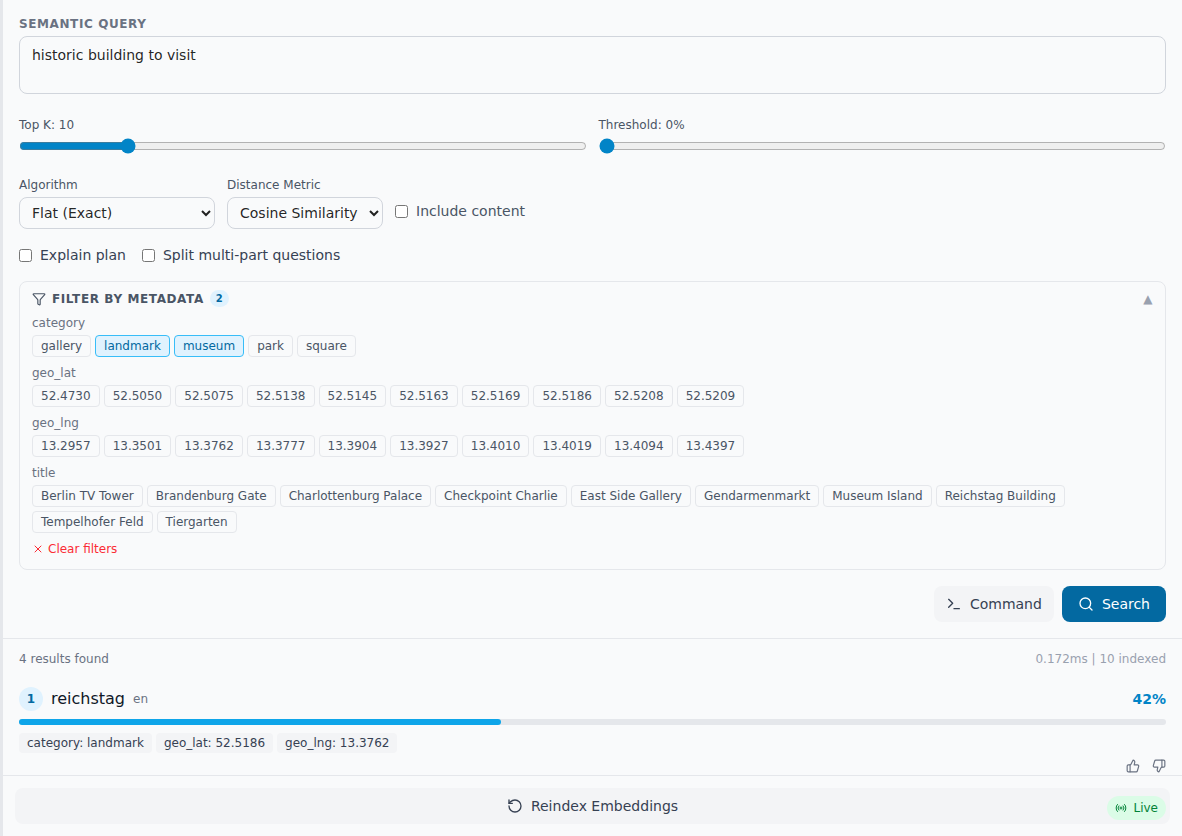 SEMANTIC QUERY
historic building to visit
Top K: 10 Threshold: 0%
Algorithm Distance Metric
Flat (Exact) Cosine Similarity Include content
Explain plan Split multi-part questions
FILTER BY METADATA 2 ▲
category
gallery landmark museum park square
geo_lat
52.4730 52.5050 52.5075 52.5138 52.5145 52.5163 52.5169 52.5186 52.5208 52.5209
geo_lng
13.2957 13.3501 13.3762 13.3777 13.3904 13.3927 13.4010 13.4019 13.4094 13.4397
title
Berlin TV Tower Brandenburg Gate Charlottenburg Palace Checkpoint Charlie East Side Gallery Gendarmenmarkt Museum Island Reichstag Building
Tempelhofer Feld Tiergarten
Clear filters
Command Search
4 results found 0.172ms | 10 indexed
1 reichstag en 42%
category: landmark geo_lat: 52.5186 geo_lng: 13.3762
Reindex Embeddings Live